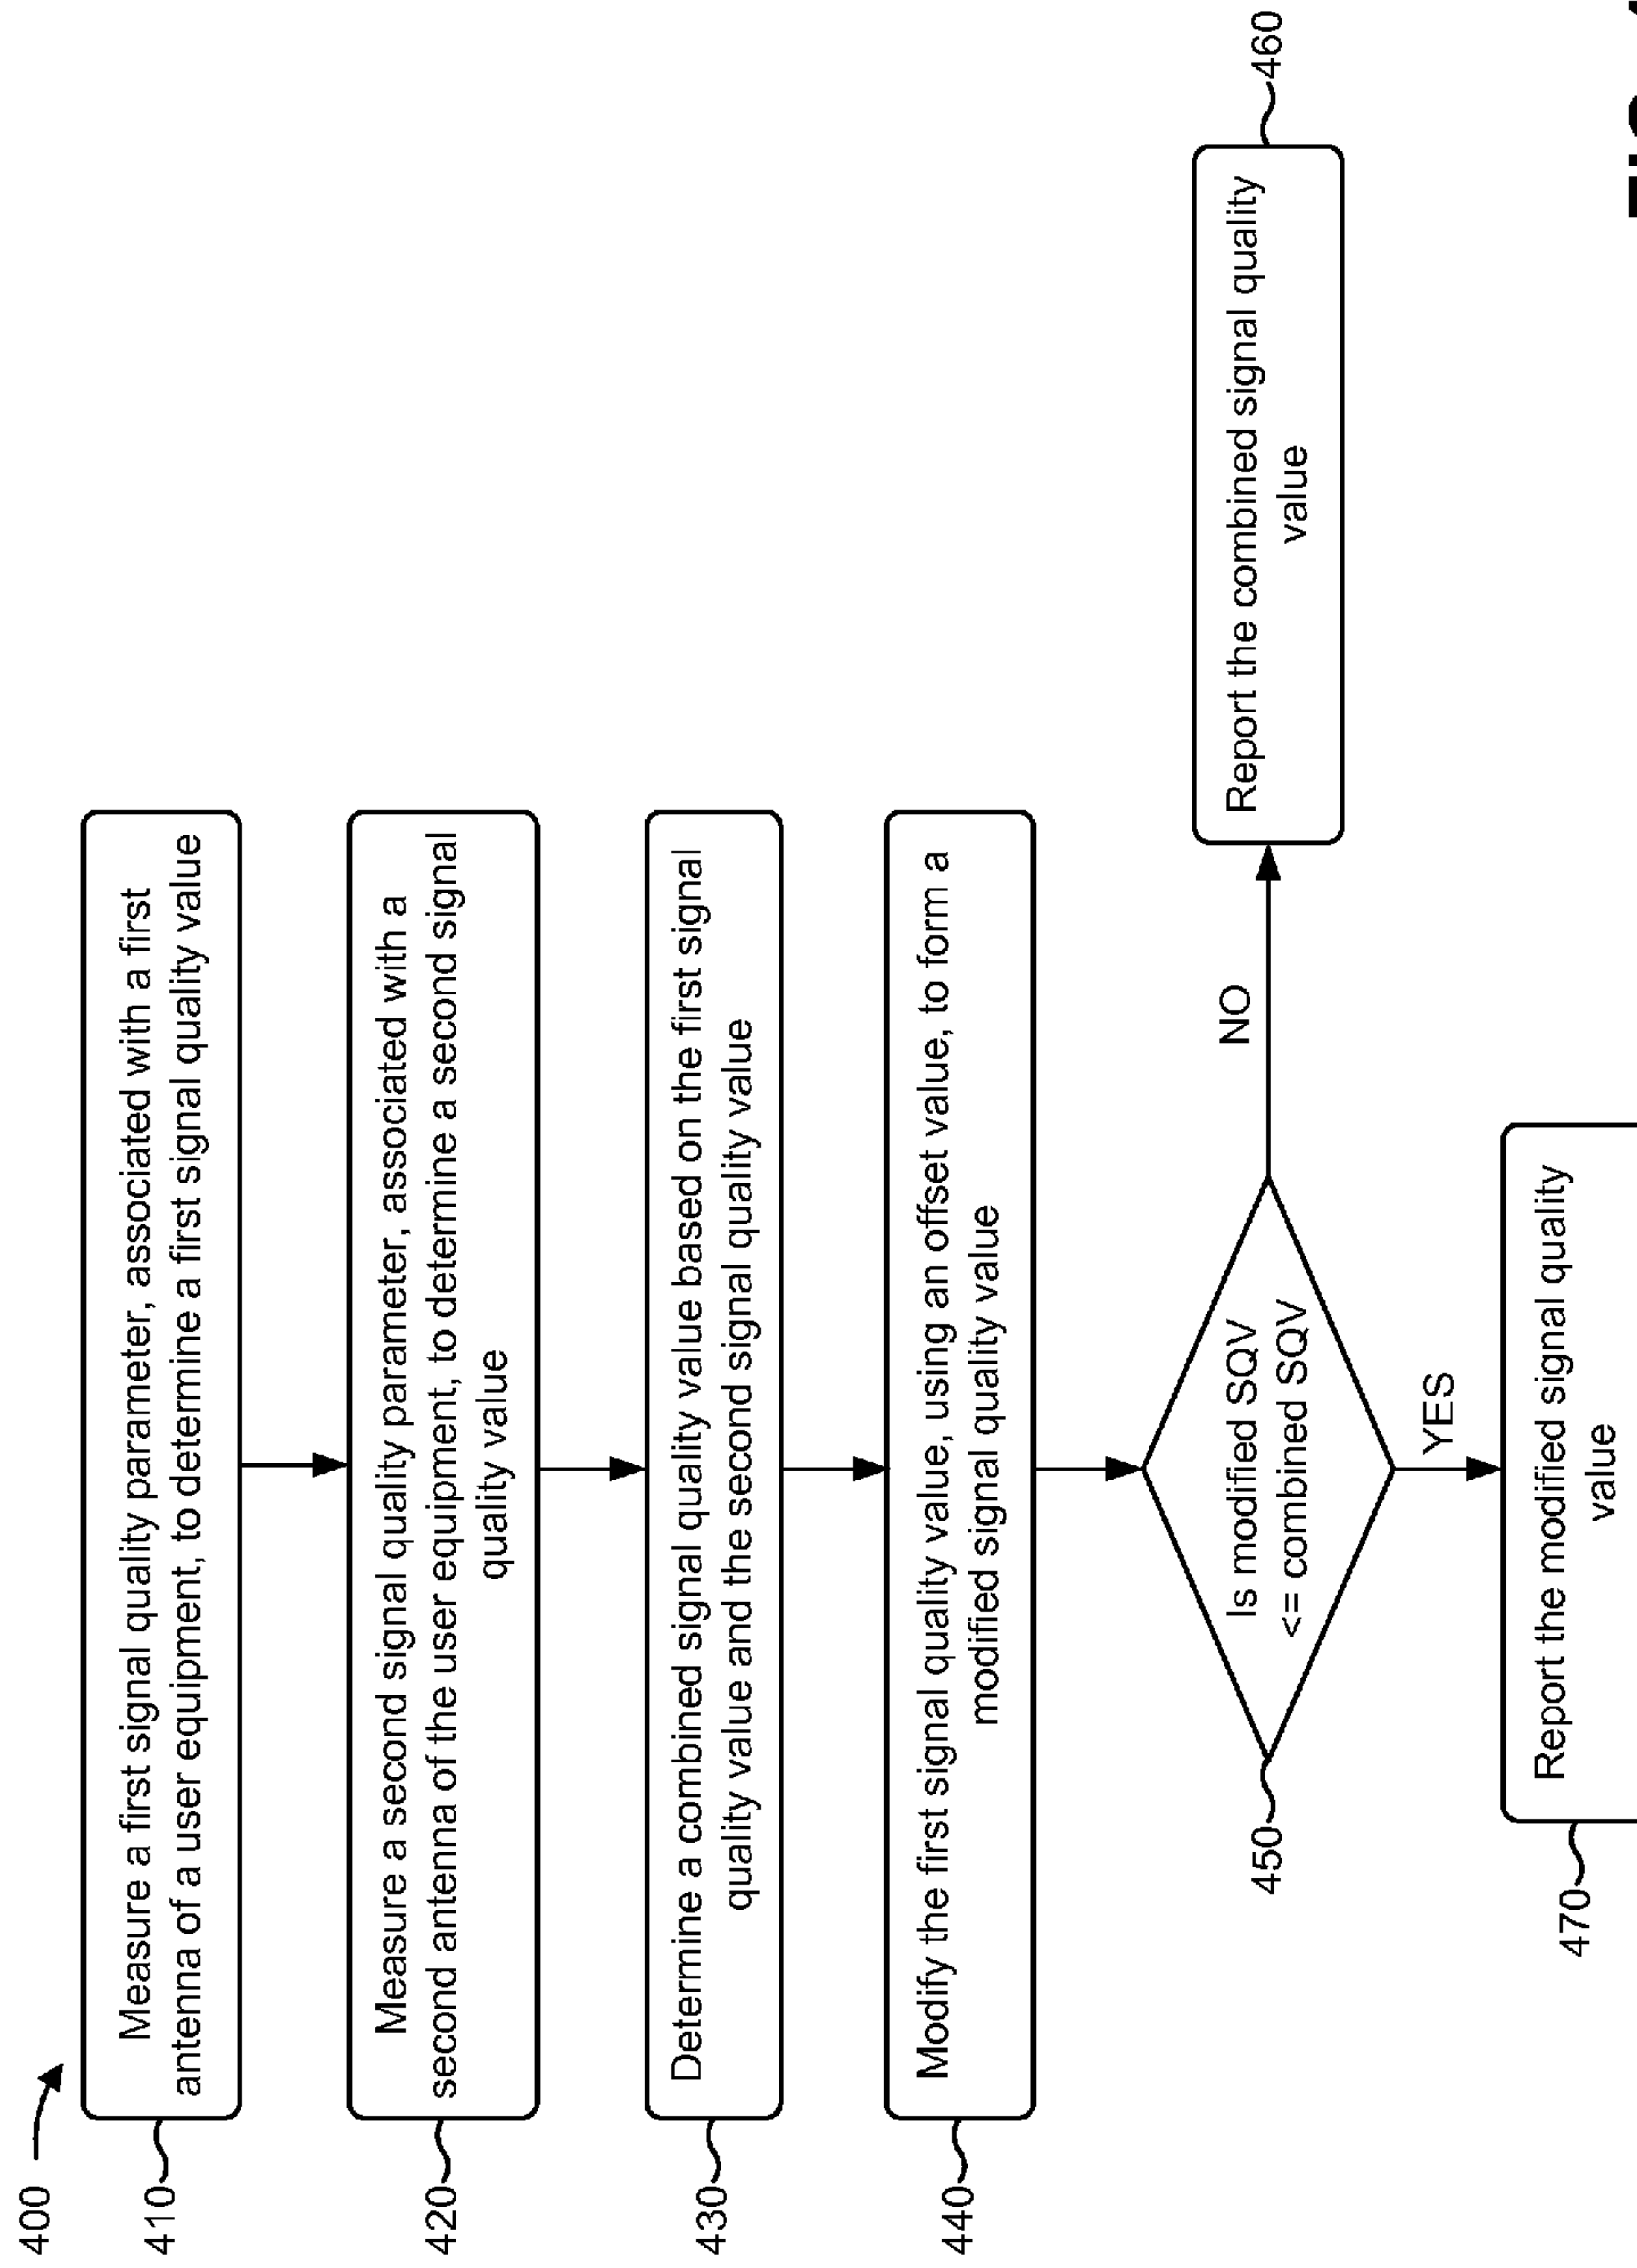 400
410
Measure a first signal quality parameter, associated with a first
antenna of a user equipment, to determine a first signal quality value
420
Measure a second signal quality parameter, associated with a
second antenna of the user equipment, to determine a second signal
quality value
430
Determine a combined signal quality value based on the first signal
quality value and the second signal quality value
440
Modify the first signal quality value, using an offset value, to form a
modified signal quality value
450
Is modified SQV
<= combined SQV
NO
460
Report the combined signal quality
value
YES
470
Report the modified signal quality
value